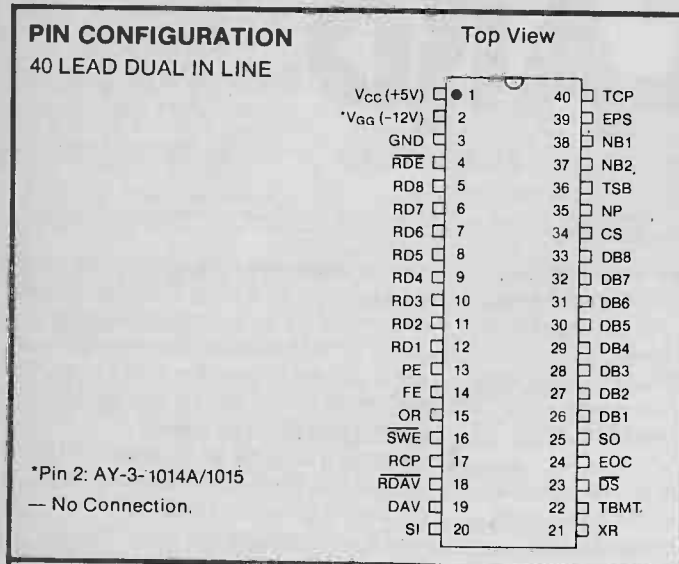 PIN CONFIGURATION
40 LEAD DUAL IN LINE
Top View
VCC (+5V) 1 40 TCP
*VGG (-12V) 2 39 EPS
GND 3 38 NB1
R̅D̅E̅ 4 37 NB2
RD8 5 36 TSB
RD7 6 35 NP
RD6 7 34 CS
RD5 8 33 DB8
RD4 9 32 DB7
RD3 10 31 DB6
RD2 11 30 DB5
RD1 12 29 DB4
PE 13 28 DB3
FE 14 27 DB2
OR 15 26 DB1
S̅W̅E̅ 16 25 SO
RCP 17 24 EOC
R̅D̅A̅V̅ 18 23 D̅S̅
DAV 19 22 TBMT
SI 20 21 XR
*Pin 2: AY-3-1014A/1015
— No Connection.